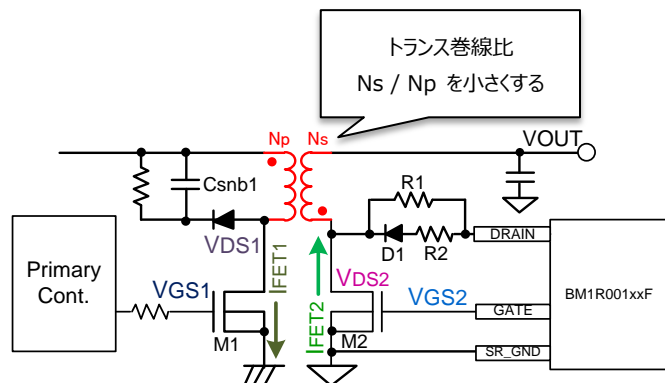 トランス巻線比
Ns / Np を小さくする
Np
Ns
VOUT
Csnb1
R1
D1
R2
DRAIN
VDS1
IFET1
Primary
Cont.
VGS1
M1
IFET2
VDS2
VGS2
M2
GATE
SR_GND
BM1R001xxF